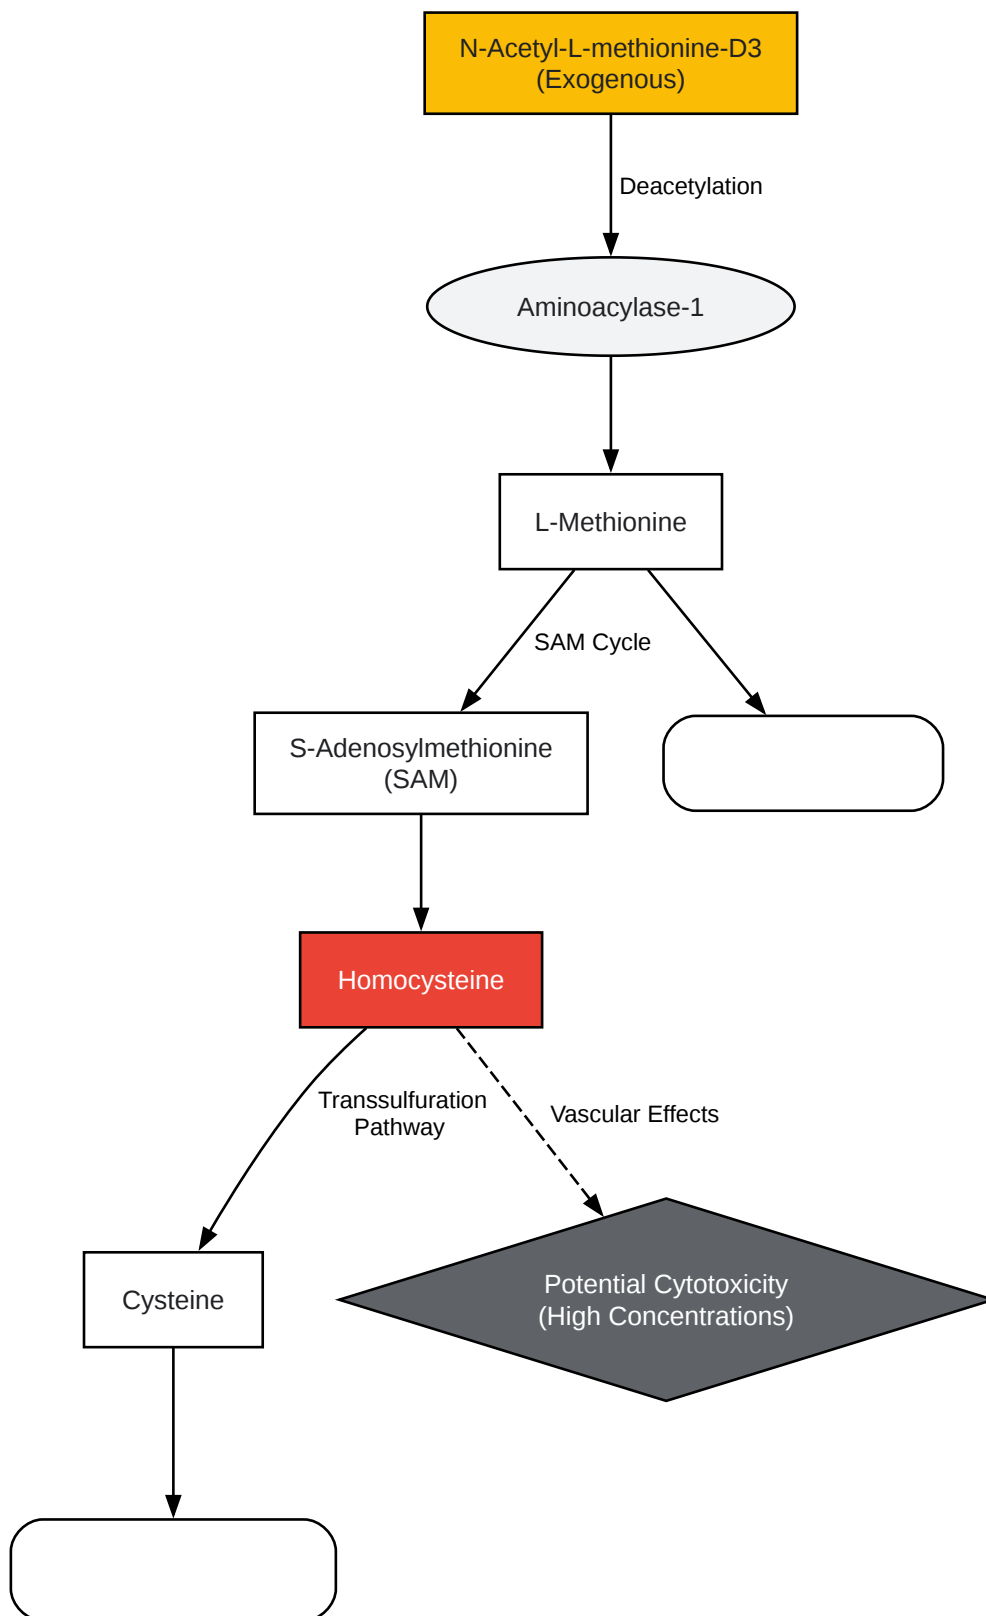 N-Acetyl-L-methionine-D3
(Exogenous)
Deacetylation
Aminoacylase-1
L-Methionine
SAM Cycle
S-Adenosylmethionine
(SAM)
Homocysteine
Transsulfuration
Pathway
Vascular Effects
Cysteine
Potential Cytotoxicity
(High Concentrations)